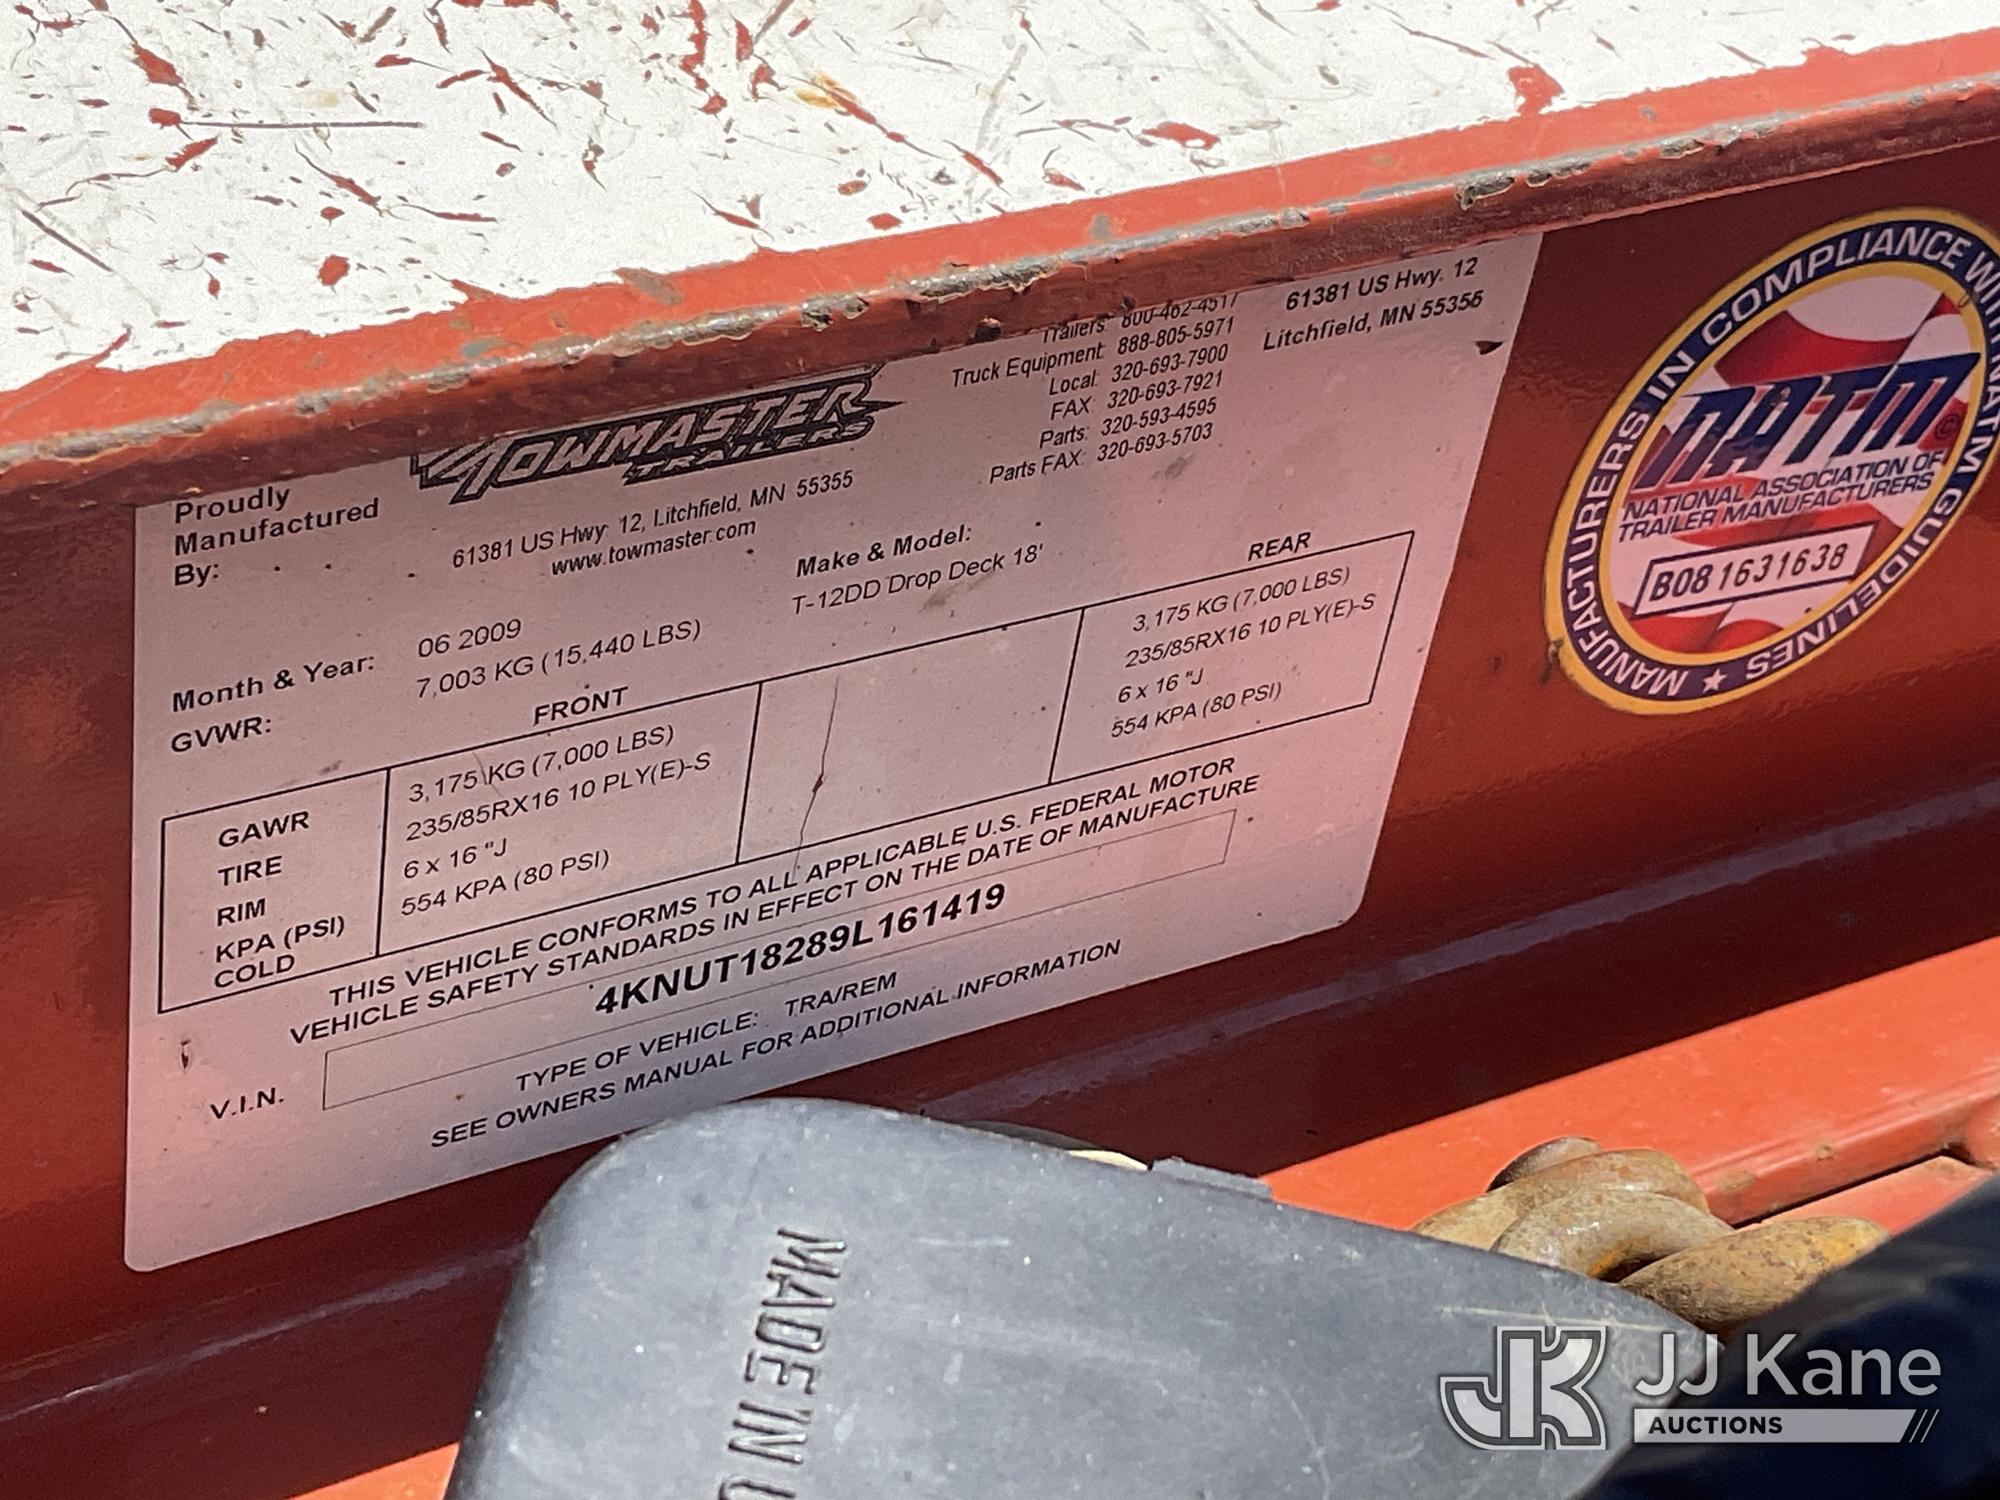 Proudly
Manufactured
By:
TOWMASTER
TRAILERS
61381 US Hwy 12, Litchfield, MN 55355
www.towmaster.com
Trailers: 800-462-4517
Truck Equipment: 888-805-5971
Local: 320-693-7900
FAX: 320-693-7921
Parts: 320-593-4595
Parts FAX: 320-693-5703
61381 US Hwy. 12
Litchfield, MN 55355
Make & Model:
T-12DD Drop Deck 18'
Month & Year: 06 2009
GVWR: 7,003 KG (15,440 LBS)
FRONT
REAR
GAWR 3,175 KG (7,000 LBS) 3,175 KG (7,000 LBS)
TIRE 235/85RX16 10 PLY(E)-S 235/85RX16 10 PLY(E)-S
RIM 6 x 16 "J 6 x 16 "J
KPA (PSI) 554 KPA (80 PSI) 554 KPA (80 PSI)
COLD
THIS VEHICLE CONFORMS TO ALL APPLICABLE U.S. FEDERAL MOTOR
VEHICLE SAFETY STANDARDS IN EFFECT ON THE DATE OF MANUFACTURE
V.I.N. 4KNUT18289L161419
TYPE OF VEHICLE: TRA/REM
SEE OWNERS MANUAL FOR ADDITIONAL INFORMATION
MANUFACTURERS IN COMPLIANCE WITH NATM GUIDELINES
NATM ©
NATIONAL ASSOCIATION OF
TRAILER MANUFACTURERS
B081631638
MADE IN U
JK JJ Kane
AUCTIONS